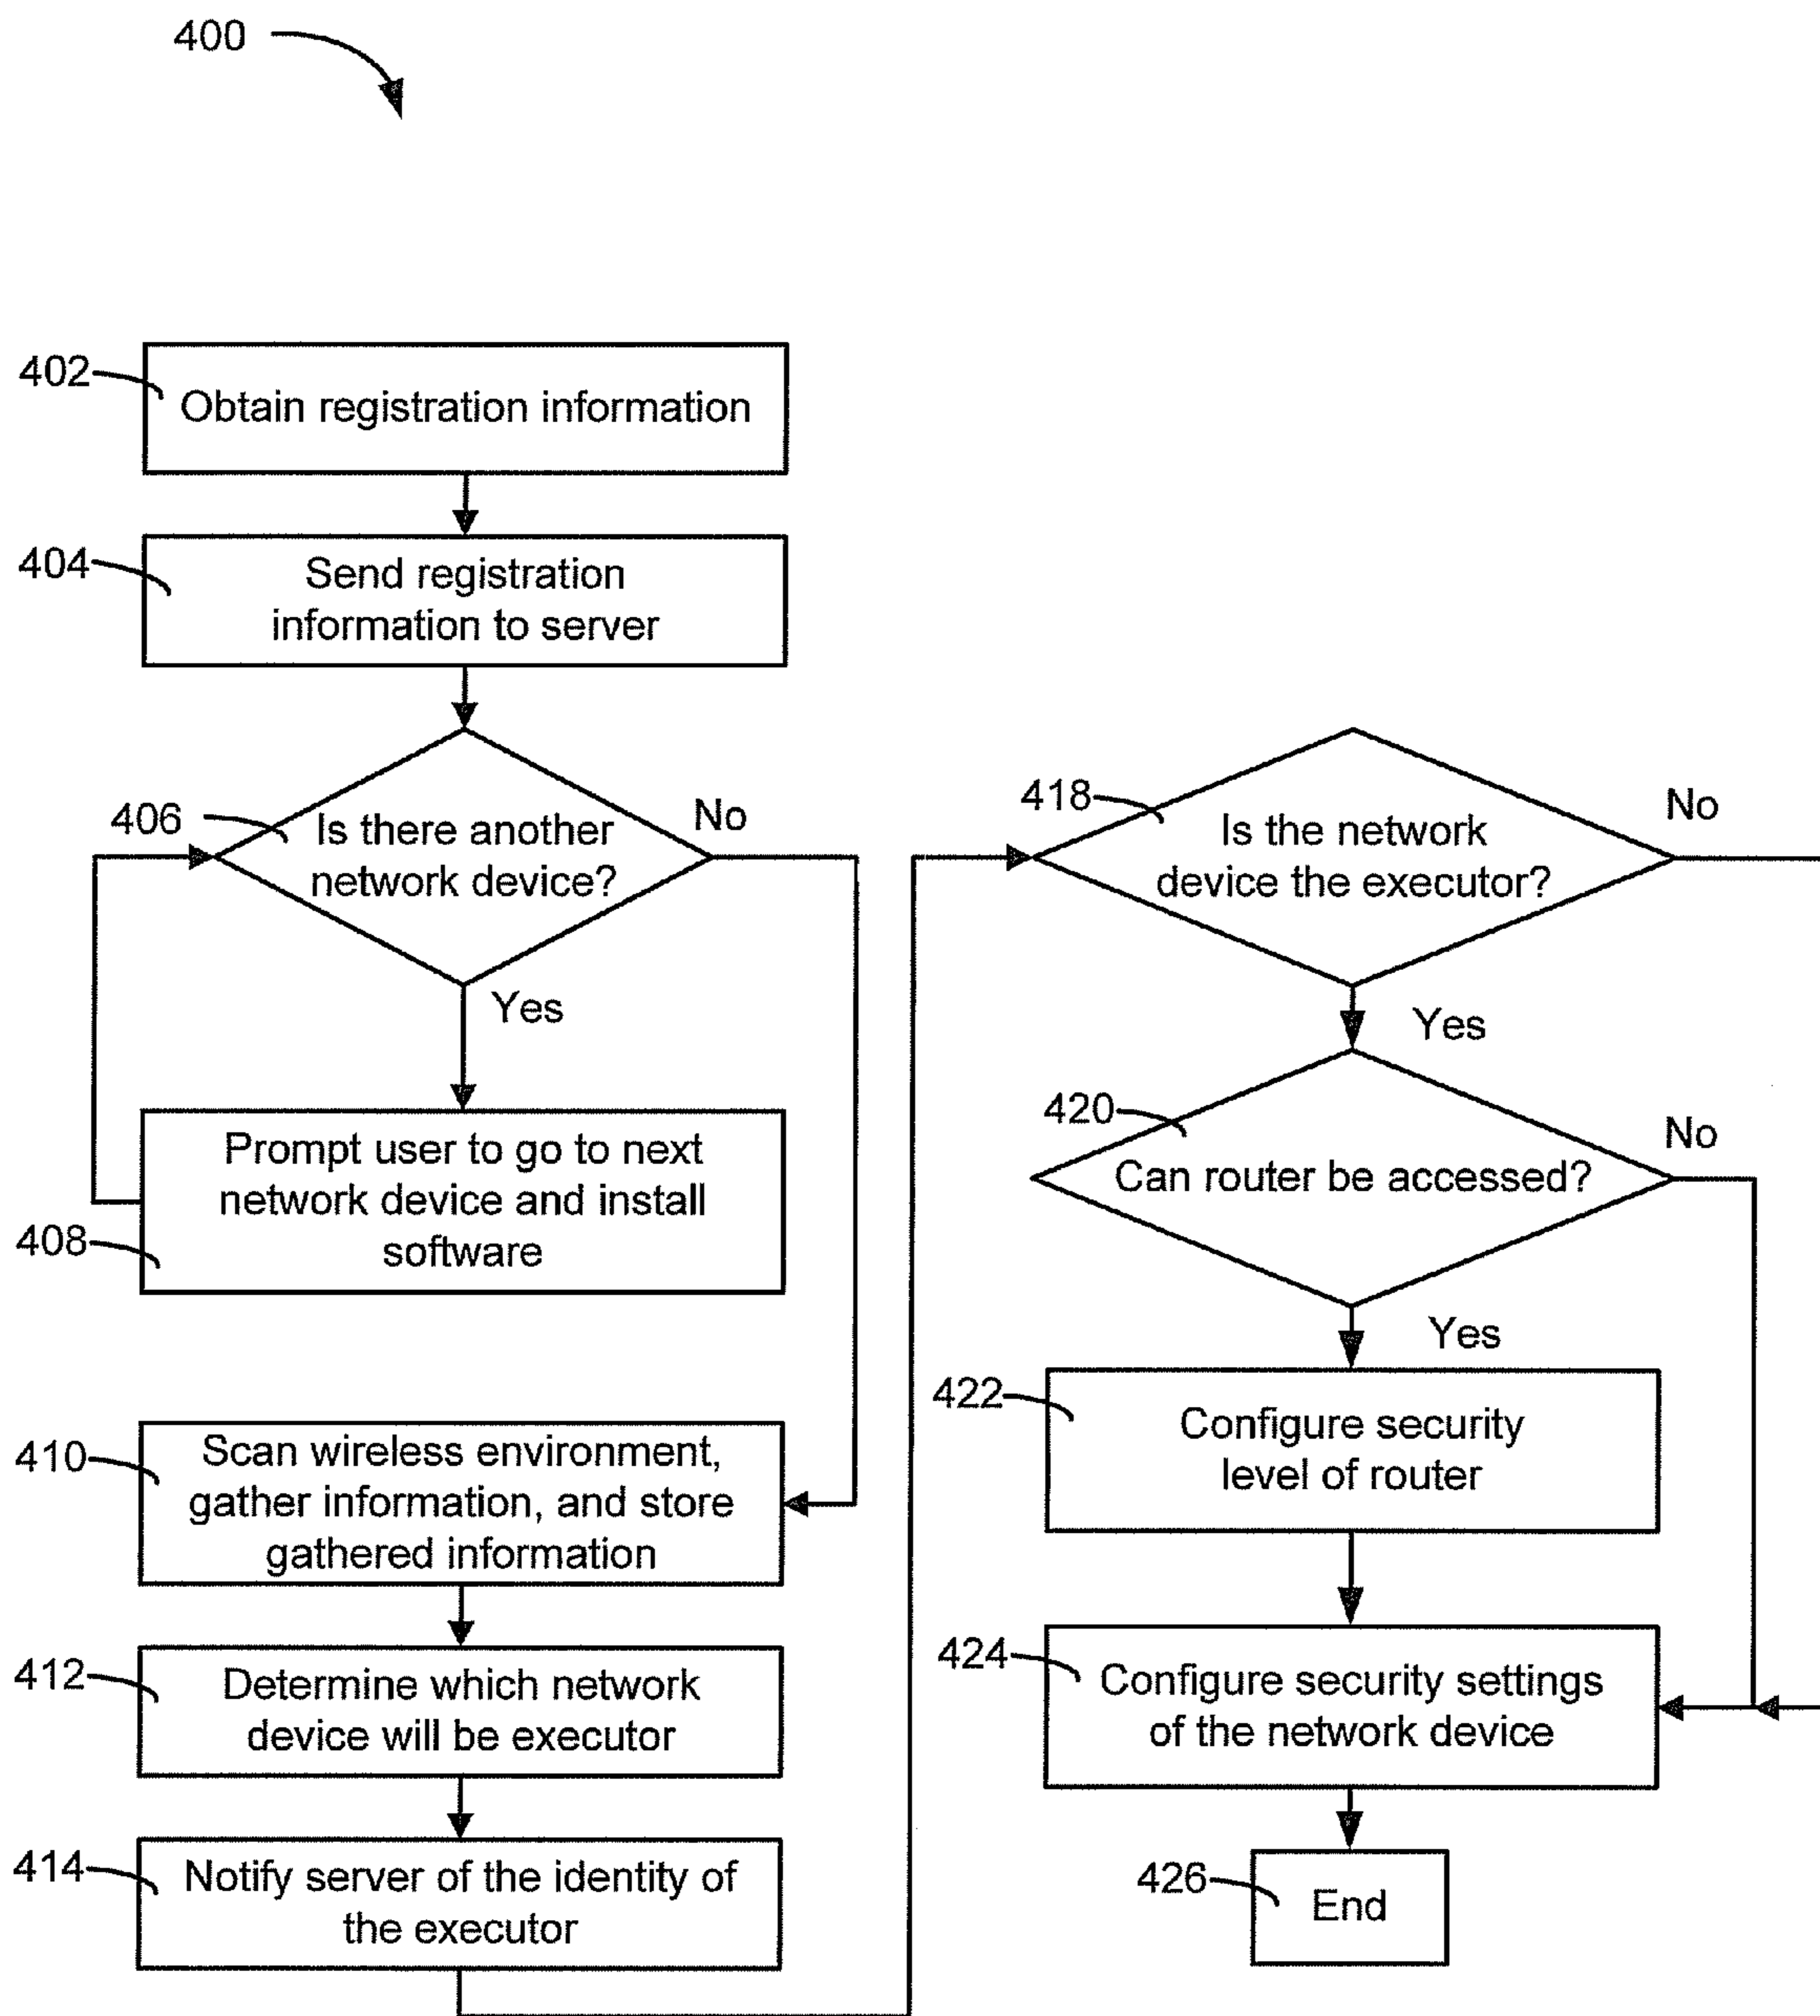 400
402
Obtain registration information
404
Send registration
information to server
406
Is there another
network device?
No
Yes
408
Prompt user to go to next
network device and install
software
410
Scan wireless environment,
gather information, and store
gathered information
412
Determine which network
device will be executor
414
Notify server of the identity of
the executor
418
Is the network
device the executor?
No
Yes
420
Can router be accessed?
No
Yes
422
Configure security
level of router
424
Configure security settings
of the network device
426
End